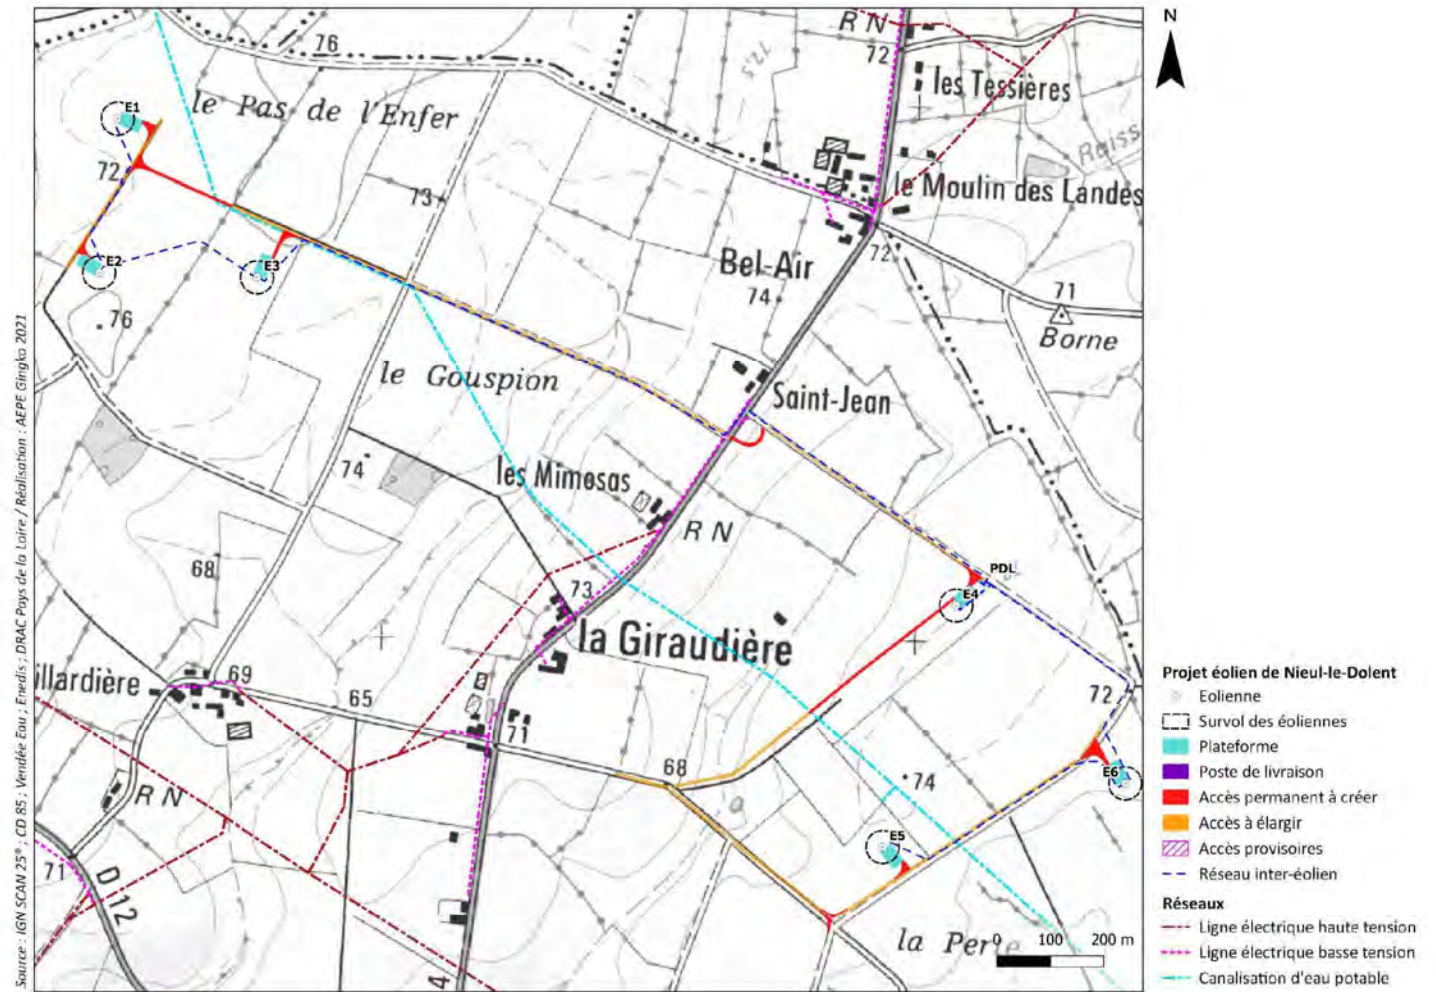 N
R N
76
72
les Tessières
112,5
E1
le Pas de l'Enfer
Raiss
72
73
le Moulin des Landes
E2
E3
Bel-Air
72
74
71
76
Borne
le Gouspion
Saint-Jean
74
les Mimosas
R N
68
PDL
73
E4
la Giraudière
illardière
69
65
72
71
68
E6
74
R N
E5
71
D 12
la Perle
4
0 100 200 m
Source : IGN SCAN 25® ; CD 85 ; Vendée Eau ; Enedis ; DRAC Pays de la Loire / Réalisation : AEPE Gingko 2021
Projet éolien de Nieul-le-Dolent
Eolienne
Survol des éoliennes
Plateforme
Poste de livraison
Accès permanent à créer
Accès à élargir
Accès provisoires
Réseau inter-éolien
Réseaux
Ligne électrique haute tension
Ligne électrique basse tension
Canalisation d'eau potable